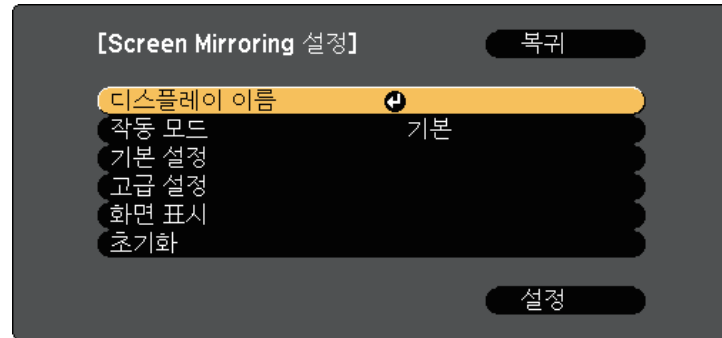 [Screen Mirroring 설정] 복귀
디스플레이 이름
작동 모드 기본
기본 설정
고급 설정
화면 표시
초기화
설정